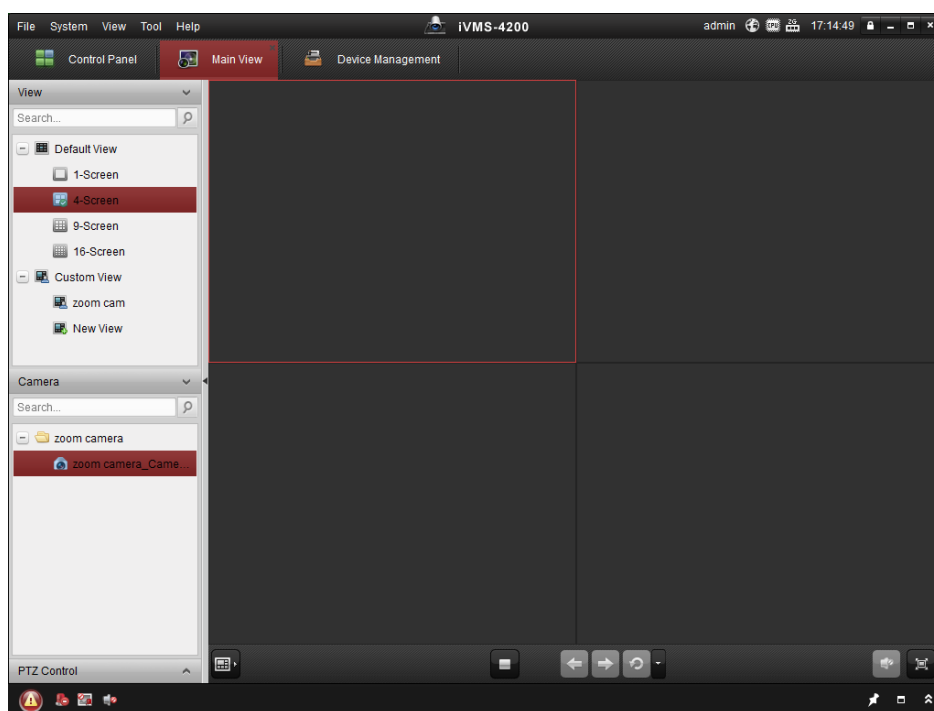 File System View Tool Help iVMS-4200 admin CPU 2G 17:14:49
Control Panel Main View Device Management
View
Search...
Default View
1-Screen
4-Screen
9-Screen
16-Screen
Custom View
zoom cam
New View
Camera
Search...
zoom camera
zoom camera_Came...
PTZ Control